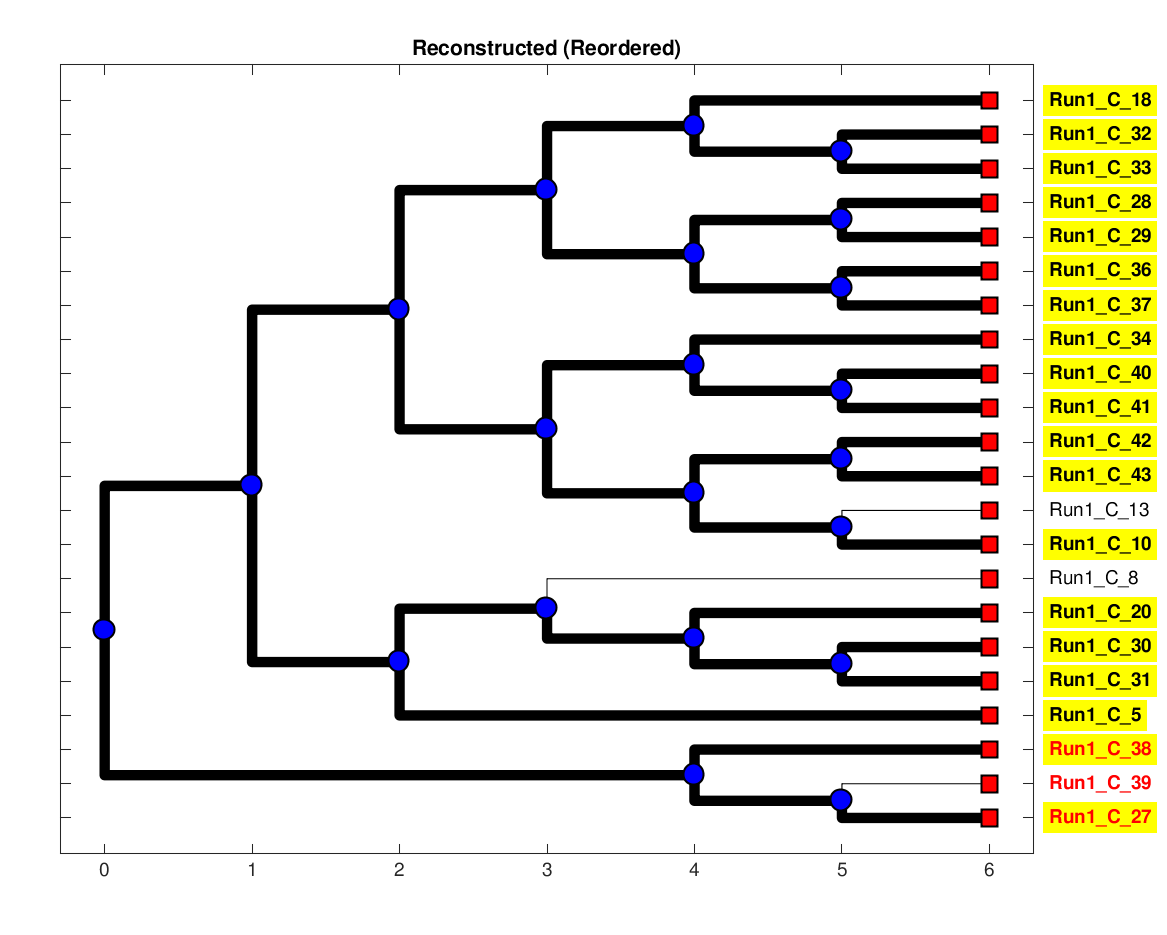 Reconstructed (Reordered)
Run1_C_18
Run1_C_32
Run1_C_33
Run1_C_28
Run1_C_29
Run1_C_36
Run1_C_37
Run1_C_34
Run1_C_40
Run1_C_41
Run1_C_42
Run1_C_43
Run1_C_13
Run1_C_10
Run1_C_8
Run1_C_20
Run1_C_30
Run1_C_31
Run1_C_5
Run1_C_38
Run1_C_39
Run1_C_27
0 1 2 3 4 5 6